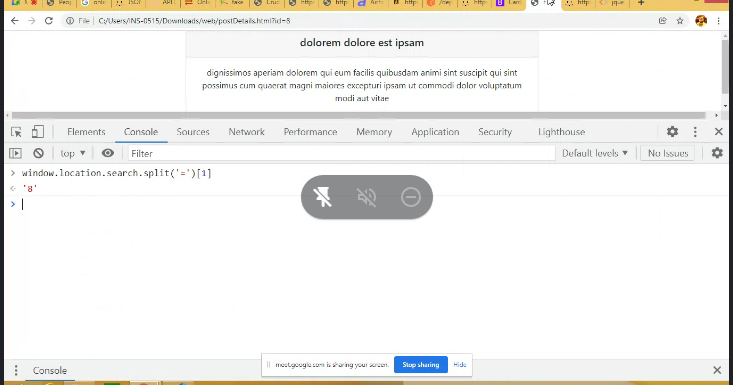 JSON
File C:/Users/INS-0515/Downloads/web/postDetails.html?id=8
dolorem dolore est ipsam
dignissimos aperiam dolorem qui eum facilis quibusdam animi sint suscipit qui sint
possimus cum quaerat magni maiores excepturi ipsam ut commodi dolor voluptatum
modi aut vitae
Elements Console Sources Network Performance Memory Application Security Lighthouse
top Filter Default levels No Issues
window.location.search.split('=')[1]
'8'
meet.google.com is sharing your screen. Stop sharing Hide
Console